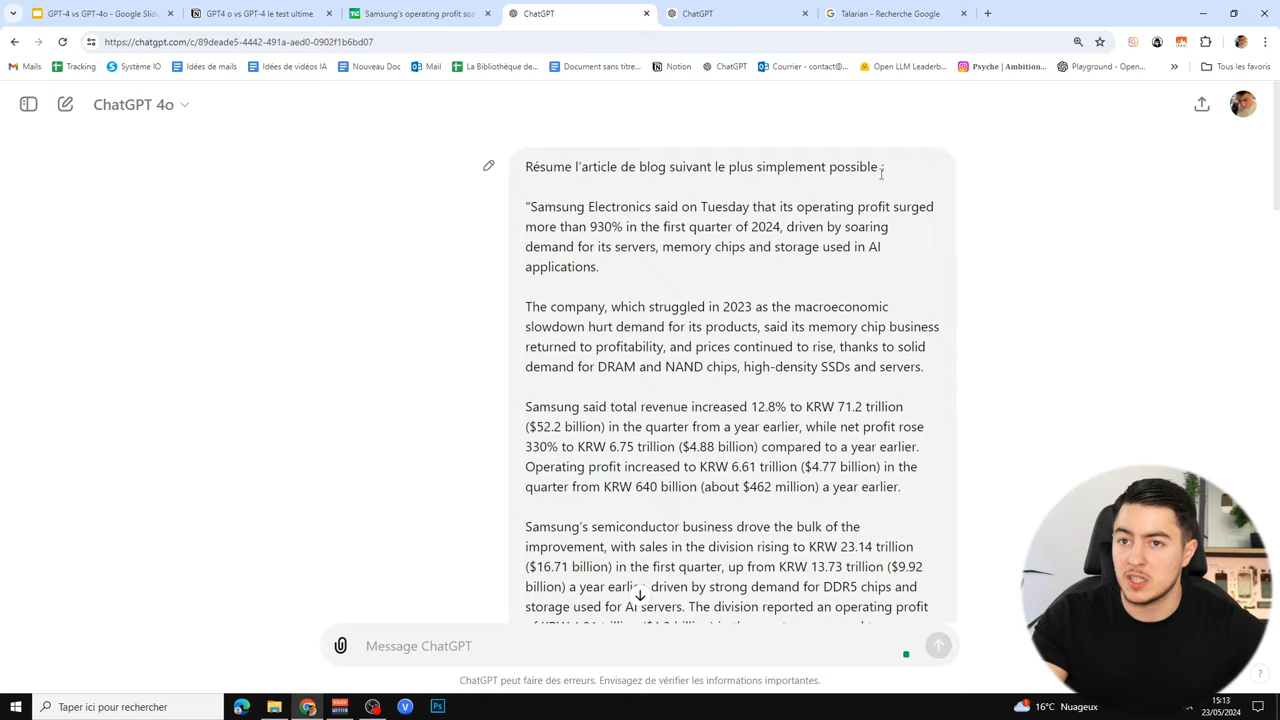 GPT-4 vs GPT-4o - Google Slid
GPT4 o vs GPT-4 le test ultime
Samsung's operating profit soa
ChatGPT
ChatGPT
Talarian - Recherche Google
https://chatgpt.com/c/89deade5-4442-491a-aed0-0902f1b6bd07
Mails
Tracking
Système IO
Idées de mails
Idées de vidéos IA
Nouveau Doc
Mail
La Bibliothèque de...
Document sans titre...
Notion
ChatGPT
Courrier - contact@...
Open LLM Leaderb...
Psyche | Ambition...
Playground - Open...
Tous les favoris
ChatGPT 4o
Résume l'article de blog suivant le plus simplement possible :
"Samsung Electronics said on Tuesday that its operating profit surged
more than 930% in the first quarter of 2024, driven by soaring
demand for its servers, memory chips and storage used in AI
applications.
The company, which struggled in 2023 as the macroeconomic
slowdown hurt demand for its products, said its memory chip business
returned to profitability, and prices continued to rise, thanks to solid
demand for DRAM and NAND chips, high-density SSDs and servers.
Samsung said total revenue increased 12.8% to KRW 71.2 trillion
($52.2 billion) in the quarter from a year earlier, while net profit rose
330% to KRW 6.75 trillion ($4.88 billion) compared to a year earlier.
Operating profit increased to KRW 6.61 trillion ($4.77 billion) in the
quarter from KRW 640 billion (about $462 million) a year earlier.
Samsung's semiconductor business drove the bulk of the
improvement, with sales in the division rising to KRW 23.14 trillion
($16.71 billion) in the first quarter, up from KRW 13.73 trillion ($9.92
billion) a year earlier, driven by strong demand for DDR5 chips and
storage used for AI servers. The division reported an operating profit
Message ChatGPT
ChatGPT peut faire des erreurs. Envisagez de vérifier les informations importantes.
?
Taper ici pour rechercher
16°C Nuageux
15:13
23/05/2024